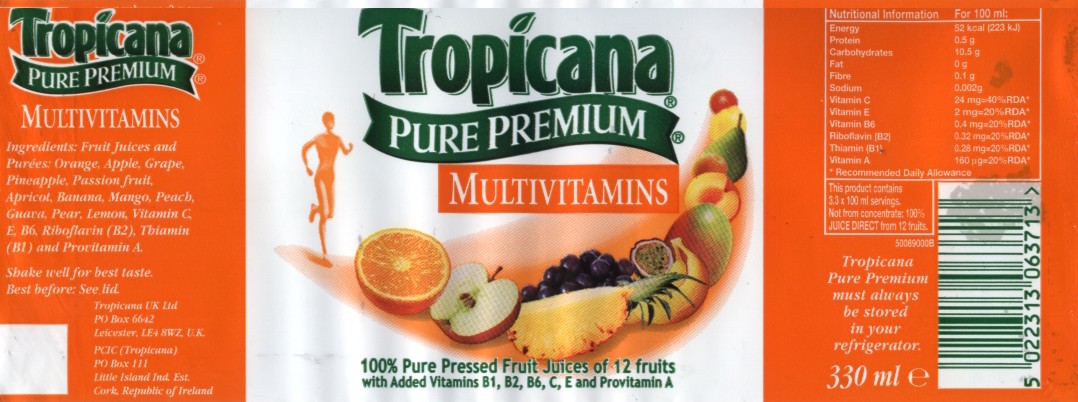 Tropicana ®
PURE PREMIUM ®
MULTIVITAMINS
Ingredients: Fruit Juices and
Purées: Orange, Apple, Grape,
Pineapple, Passion fruit,
Apricot, Banana, Mango, Peach,
Guava, Pear, Lemon, Vitamin C,
E, B6, Riboflavin (B2), Thiamin
(B1) and Provitamin A.
Shake well for best taste.
Best before: See lid.
Tropicana UK Ltd
PO Box 6642
Leicester, LE4 8WZ, U.K.
PCIC (Tropicana)
PO Box 111
Little Island Ind. Est.
Cork, Republic of Ireland
Tropicana ®
PURE PREMIUM ®
MULTIVITAMINS
100% Pure Pressed Fruit Juices of 12 fruits
with Added Vitamins B1, B2, B6, C, E and Provitamin A
Nutritional Information For 100 ml:
Energy 52 kcal (223 kJ)
Protein 0.5 g
Carbohydrates 10.5 g
Fat 0 g
Fibre 0.1 g
Sodium 0.002g
Vitamin C 24 mg=40%RDA*
Vitamin E 2 mg=20%RDA*
Vitamin B6 0.4 mg=20%RDA*
Riboflavin (B2) 0.32 mg=20%RDA*
Thiamin (B1) 0.28 mg=20%RDA*
Vitamin A 160 µg=20%RDA*
* Recommended Daily Allowance
This product contains
3.3 x 100 ml servings.
Not from concentrate: 100%
JUICE DIRECT from 12 fruits.
50089000B
Tropicana
Pure Premium
must always
be stored
in your
refrigerator.
330 ml ℮
5 022313 063713 >